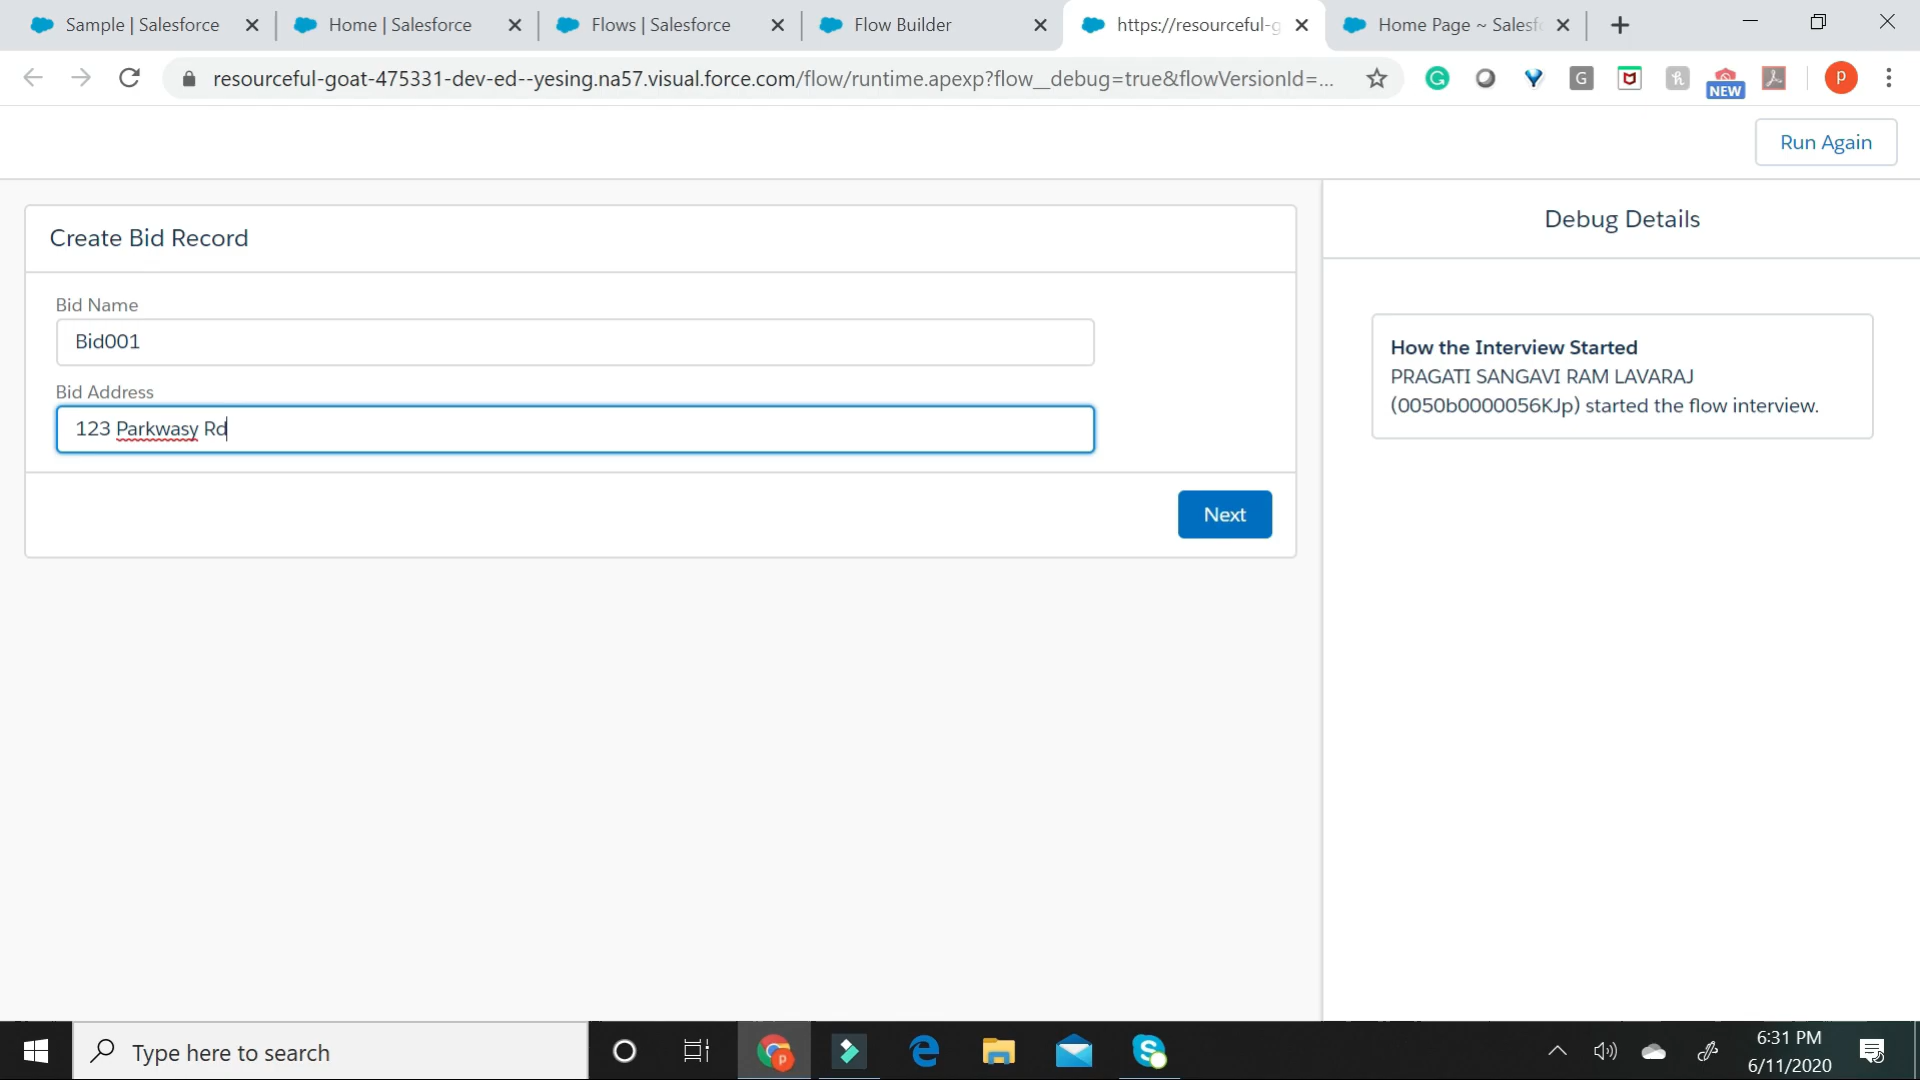 Sample | Salesforce
Home | Salesforce
Flows | Salesforce
Flow Builder
https://resourceful-g
Home Page ~ Salesf
resourceful-goat-475331-dev-ed--yesing.na57.visual.force.com/flow/runtime.apexp?flow__debug=true&flowVersionId=...
G
NEW
P
Run Again
Create Bid Record
Bid Name
Bid001
Bid Address
123 Parkwasy Rd
Next
Debug Details
How the Interview Started
PRAGATI SANGAVI RAM LAVARAJ
(0050b0000056KJp) started the flow interview.
Type here to search
6:31 PM
6/11/2020